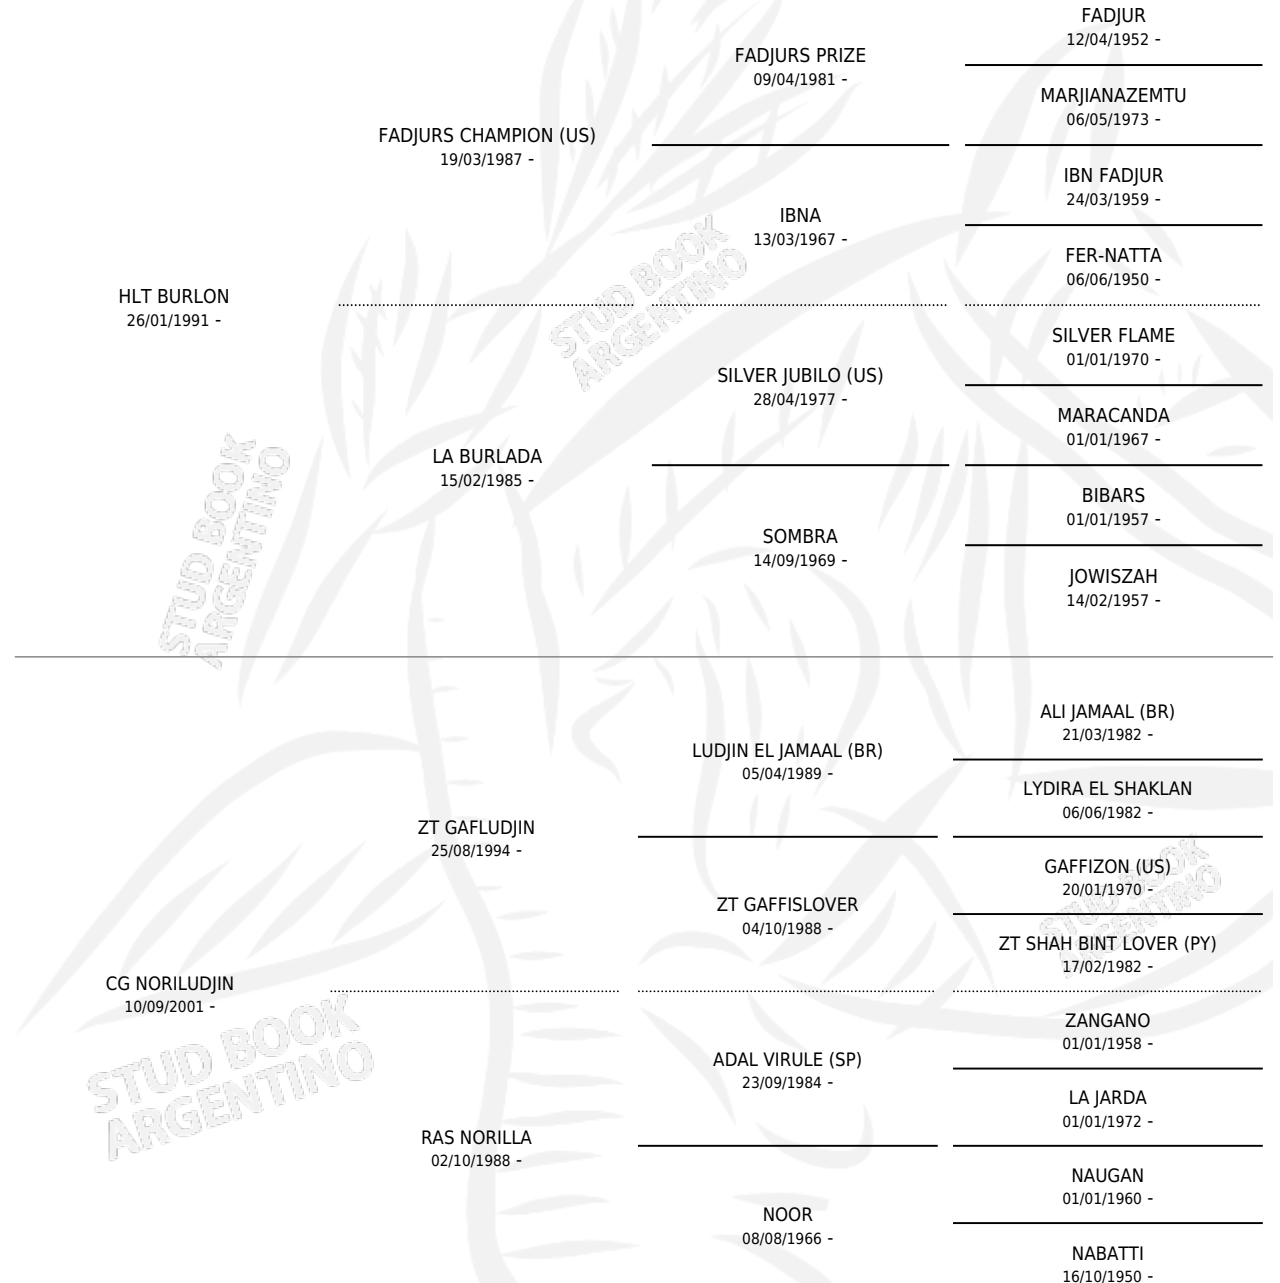 FADJUR
12/04/1952 -
FADJURS PRIZE
09/04/1981 -
MARJIANAZEMTU
06/05/1973 -
FADJURS CHAMPION (US)
19/03/1987 -
IBN FADJUR
24/03/1959 -
IBNA
13/03/1967 -
FER-NATTA
06/06/1950 -
HLT BURLON
26/01/1991 -
SILVER FLAME
01/01/1970 -
SILVER JUBILO (US)
28/04/1977 -
MARACANDA
01/01/1967 -
LA BURLADA
15/02/1985 -
BIBARS
01/01/1957 -
SOMBRA
14/09/1969 -
JOWISZAH
14/02/1957 -
ALI JAMAAL (BR)
21/03/1982 -
LUDJIN EL JAMAAL (BR)
05/04/1989 -
LYDIRA EL SHAKLAN
06/06/1982 -
ZT GAFLUDJIN
25/08/1994 -
GAFFIZON (US)
20/01/1970 -
ZT GAFFISLOVER
04/10/1988 -
ZT SHAH BINT LOVER (PY)
17/02/1982 -
CG NORILUDJIN
10/09/2001 -
ZANGANO
01/01/1958 -
ADAL VIRULE (SP)
23/09/1984 -
LA JARDA
01/01/1972 -
RAS NORILLA
02/10/1988 -
NAUGAN
01/01/1960 -
NOOR
08/08/1966 -
NABATTI
16/10/1950 -
STUD BOOK
ARGENTINO
STUD BOOK
ARGENTINO
STUD BOOK
ARGENTINO
STUD BOOK
ARGENTINO